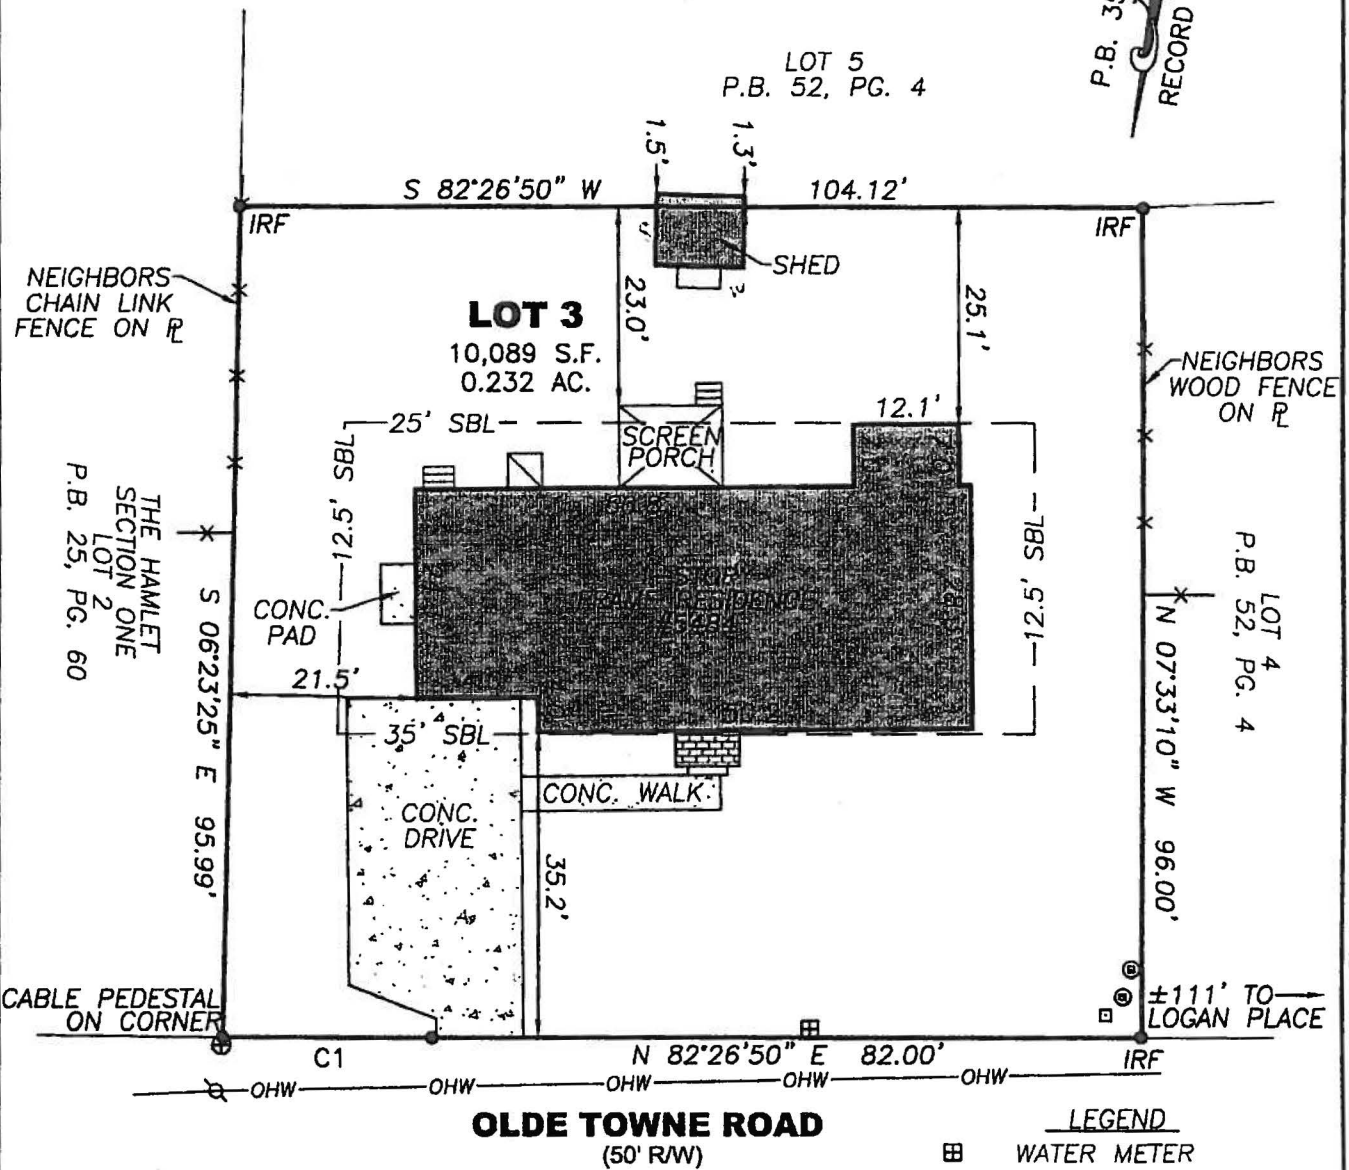 P.B. 39
RECORD
LOT 5
P.B. 52, PG. 4
1.5'
1.3'
S 82°26'50" W
104.12'
IRF
IRF
SHED
NEIGHBORS
CHAIN LINK
FENCE ON ℄
23.0'
25.1'
LOT 3
10,089 S.F.
0.232 AC.
NEIGHBORS
WOOD FENCE
ON ℄
12.1'
25' SBL
SCREEN
PORCH
12.5' SBL
12.5' SBL
THE HAMLET
SECTION ONE
LOT 2
P.B. 25, PG. 60
S 06°23'25" E 95.99'
FRAME RESIDENCE
LOT 4
P.B. 52, PG. 4
N 07°33'10" W 96.00'
CONC.
PAD
21.5'
35' SBL
CONC. WALK
CONC.
DRIVE
35.2'
CABLE PEDESTAL
ON CORNER
±111' TO
LOGAN PLACE
C1
N 82°26'50" E 82.00'
IRF
OHW OHW OHW OHW OHW
OLDE TOWNE ROAD
(50' R/W)
LEGEND
WATER METER